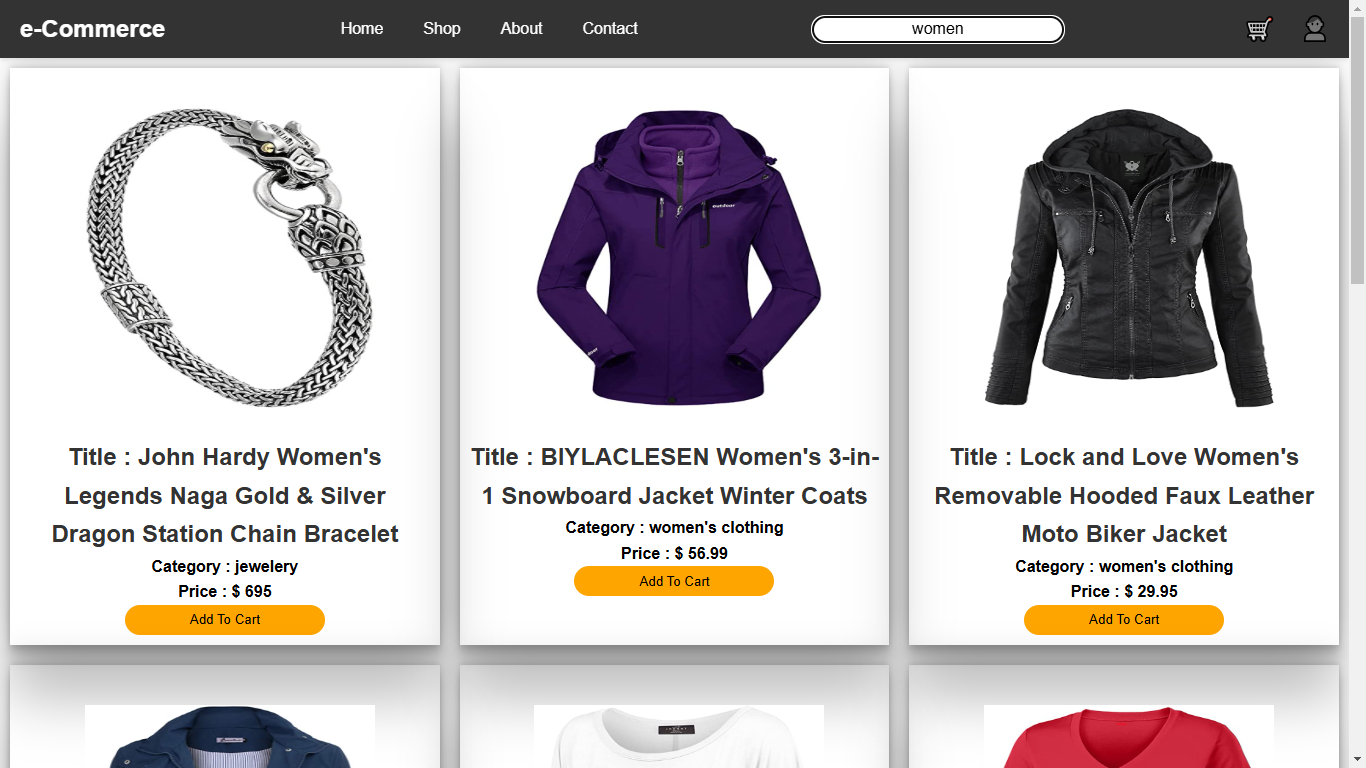 e-Commerce Home Shop About Contact women
Outdoor
Title : John Hardy Women's
Legends Naga Gold & Silver
Dragon Station Chain Bracelet
Category : jewelery
Price : $ 695
Add To Cart
Title : BIYLACLESEN Women's 3-in-
1 Snowboard Jacket Winter Coats
Category : women's clothing
Price : $ 56.99
Add To Cart
Title : Lock and Love Women's
Removable Hooded Faux Leather
Moto Biker Jacket
Category : women's clothing
Price : $ 29.95
Add To Cart